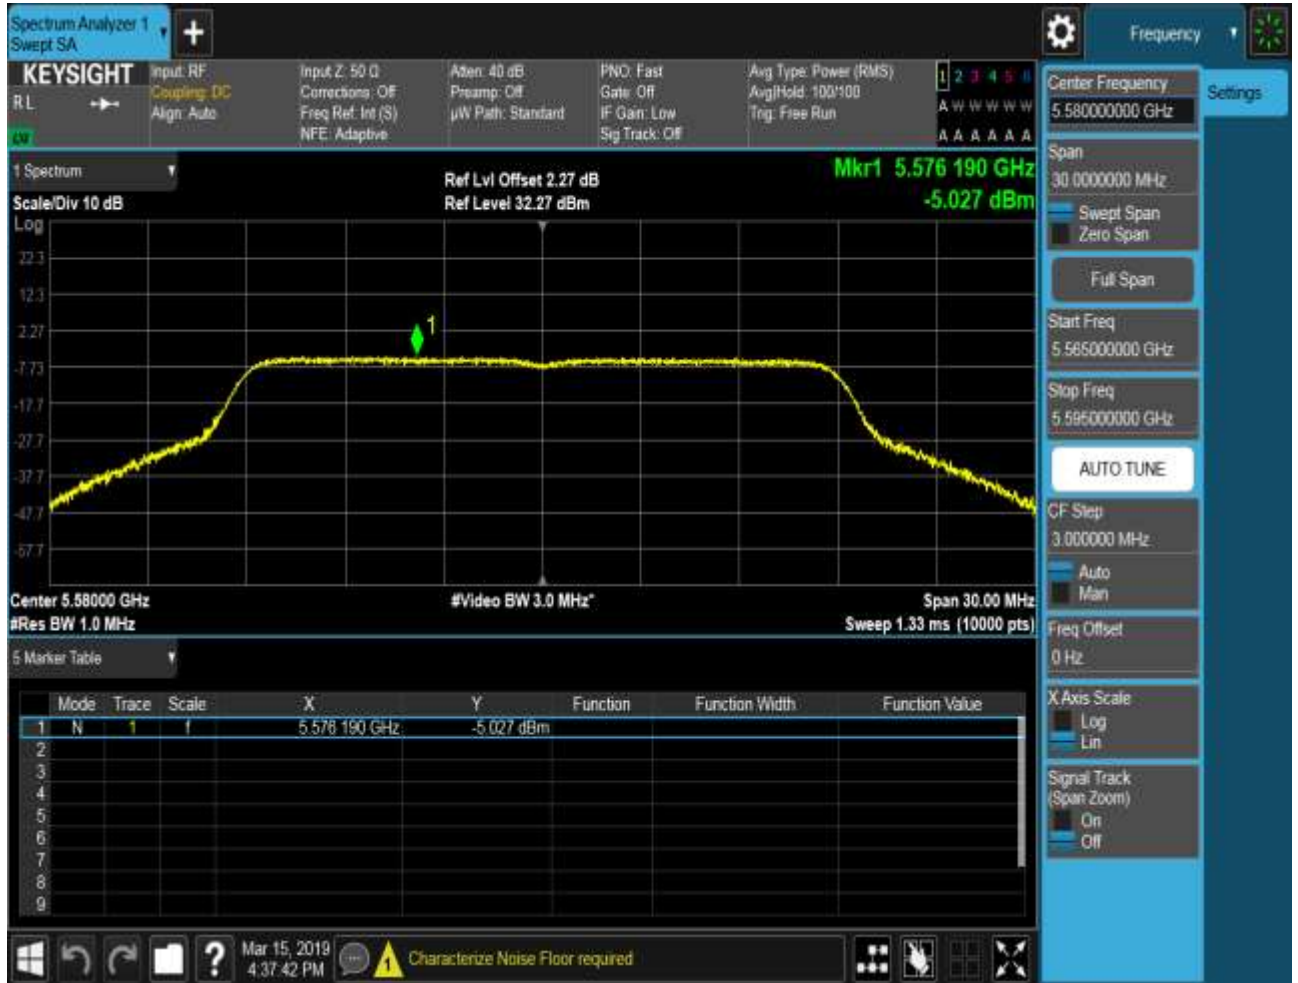 Spectrum Analyzer 1
Swept SA
+
Frequency
KEYSIGHT
RL
Input: RF
Coupling: DC
Align: Auto
Input Z: 50 Ω
Corrections: Off
Freq Ref: Int (S)
NFE: Adaptive
Atten: 40 dB
Preamp: Off
µW Path: Standard
PNO: Fast
Gate: Off
IF Gain: Low
Sig Track: Off
Avg Type: Power (RMS)
Avg|Hold: 100/100
Trig: Free Run
1 2 3 4 5 6
A W W W W W
A A A A A A
1 Spectrum
Scale/Div 10 dB
Ref Lvl Offset 2.27 dB
Ref Level 32.27 dBm
Mkr1 5.576 190 GHz
-5.027 dBm
Log
22.3
12.3
2.27
-7.73
-17.7
-27.7
-37.7
-47.7
-57.7
1
Center 5.58000 GHz
#Res BW 1.0 MHz
#Video BW 3.0 MHz*
Span 30.00 MHz
Sweep 1.33 ms (10000 pts)
5 Marker Table
Mode Trace Scale X Y Function Function Width Function Value
1 N 1 f 5.576 190 GHz -5.027 dBm
2
3
4
5
6
7
8
9
Center Frequency
5.580000000 GHz
Settings
Span
30.0000000 MHz
Swept Span
Zero Span
Full Span
Start Freq
5.565000000 GHz
Stop Freq
5.595000000 GHz
AUTO TUNE
CF Step
3.000000 MHz
Auto
Man
Freq Offset
0 Hz
X Axis Scale
Log
Lin
Signal Track
(Span Zoom)
On
Off
?
Mar 15, 2019
4:37:42 PM
1
Characterize Noise Floor required